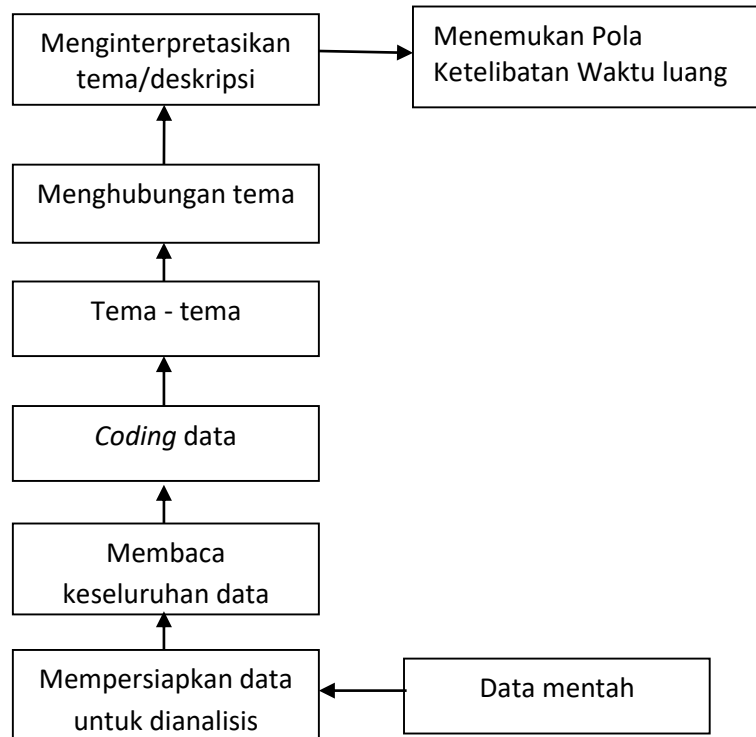 Menginterpretasikan
tema/deskripsi
Menemukan Pola
Ketelibatan Waktu luang
Menghubungan tema
Tema - tema
Coding data
Membaca
keseluruhan data
Mempersiapkan data
untuk dianalisis
Data mentah